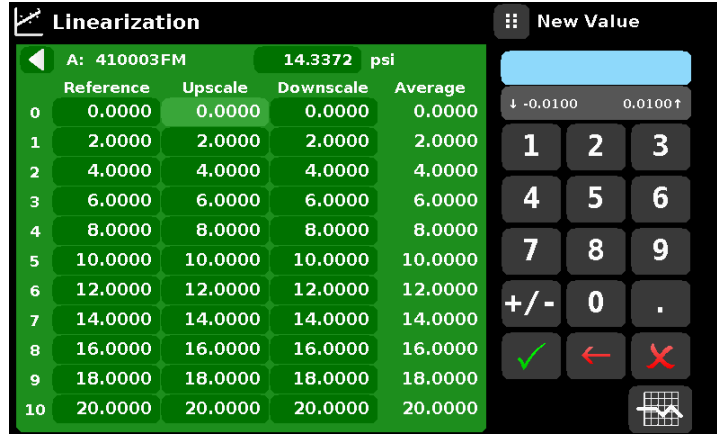 Linearization
A: 410003FM 14.3372 psi
Reference Upscale Downscale Average
0 0.0000 0.0000 0.0000 0.0000
1 2.0000 2.0000 2.0000 2.0000
2 4.0000 4.0000 4.0000 4.0000
3 6.0000 6.0000 6.0000 6.0000
4 8.0000 8.0000 8.0000 8.0000
5 10.0000 10.0000 10.0000 10.0000
6 12.0000 12.0000 12.0000 12.0000
7 14.0000 14.0000 14.0000 14.0000
8 16.0000 16.0000 16.0000 16.0000
9 18.0000 18.0000 18.0000 18.0000
10 20.0000 20.0000 20.0000 20.0000
New Value
↓ -0.0100 0.0100↑
1 2 3
4 5 6
7 8 9
+/- 0 .